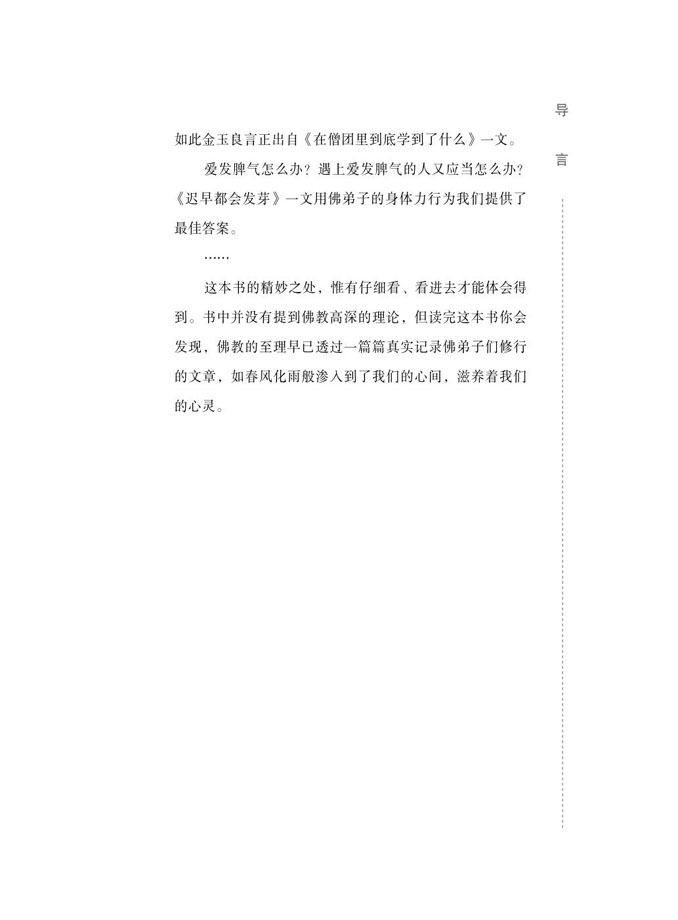 导
言
如此金玉良言正出自《在僧团里到底学到了什么》一文。
爱发脾气怎么办？遇上爱发脾气的人又应当怎么办？
《迟早都会发芽》一文用佛弟子的身体力行为我们提供了
最佳答案。
……
这本书的精妙之处，惟有仔细看、看进去才能体会得
到。书中并没有提到佛教高深的理论，但读完这本书你会
发现，佛教的至理早已透过一篇篇真实记录佛弟子们修行
的文章，如春风化雨般渗入到了我们的心间，滋养着我们
的心灵。